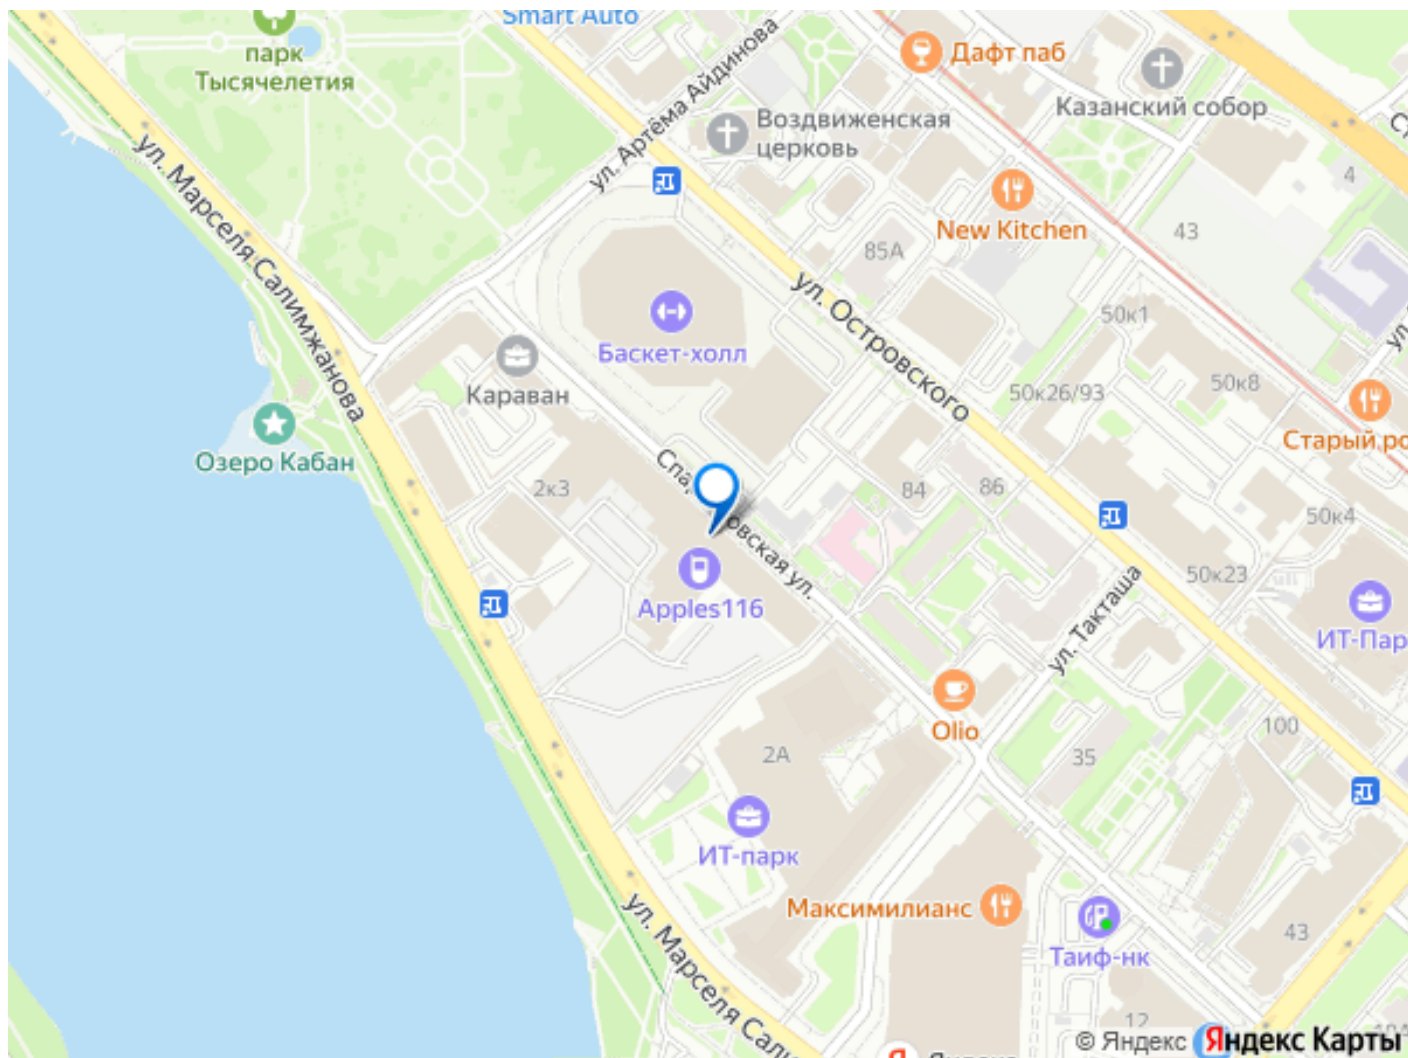 Smart Auto
парк
Тысячелетия
ул. Артёма Айдинова
Дафт паб
Казанский собор
Воздвиженская
церковь
4
ул. Марселя Салимжанова
New Kitchen
43
85А
ул. Островского
50к1
Баскет-холл
Караван
50к8
50к26/93
Старый ро
Озеро Кабан
2к3
84
86
50к4
50к23
Apples116
ул. Такташа
ИТ-Пар
Olio
100
2А
35
ИТ-парк
Максимилианс
43
Таиф-нк
ул. Марселя Сали
12
© Яндекс
Яндекс Карты